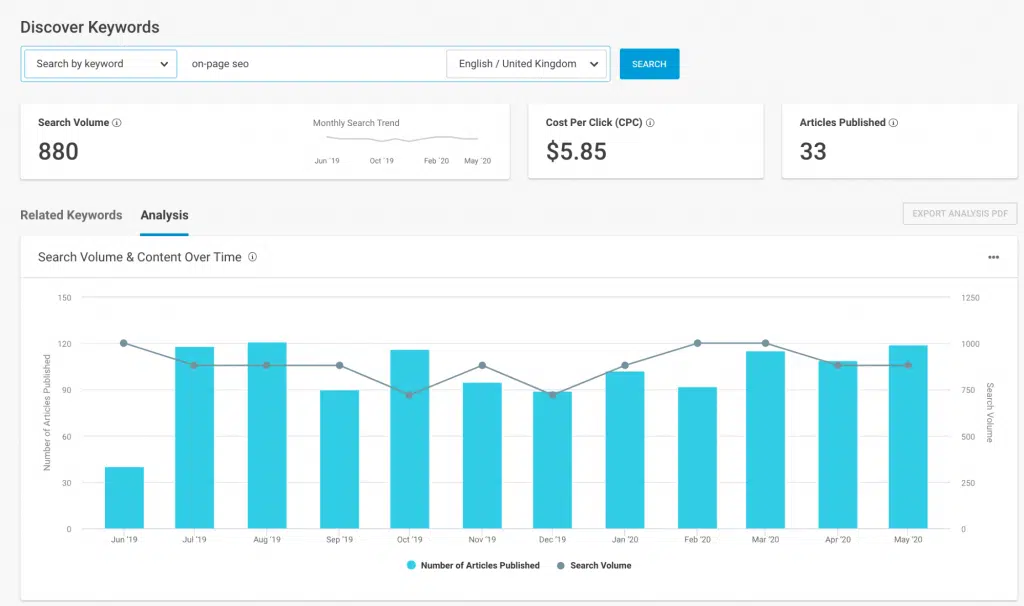 Discover Keywords
Search by keyword
on-page seo
English / United Kingdom
SEARCH
Search Volume
Monthly Search Trend
880
Jun `19 Oct `19 Feb `20 May `20
Cost Per Click (CPC)
$5.85
Articles Published
33
Related Keywords
Analysis
EXPORT ANALYSIS PDF
Search Volume & Content Over Time
150
120
90
60
30
0
Number of Articles Published
1250
1000
750
500
250
0
Search Volume
Jun '19 Jul '19 Aug '19 Sep '19 Oct '19 Nov '19 Dec '19 Jan '20 Feb '20 Mar '20 Apr '20 May '20
Number of Articles Published
Search Volume